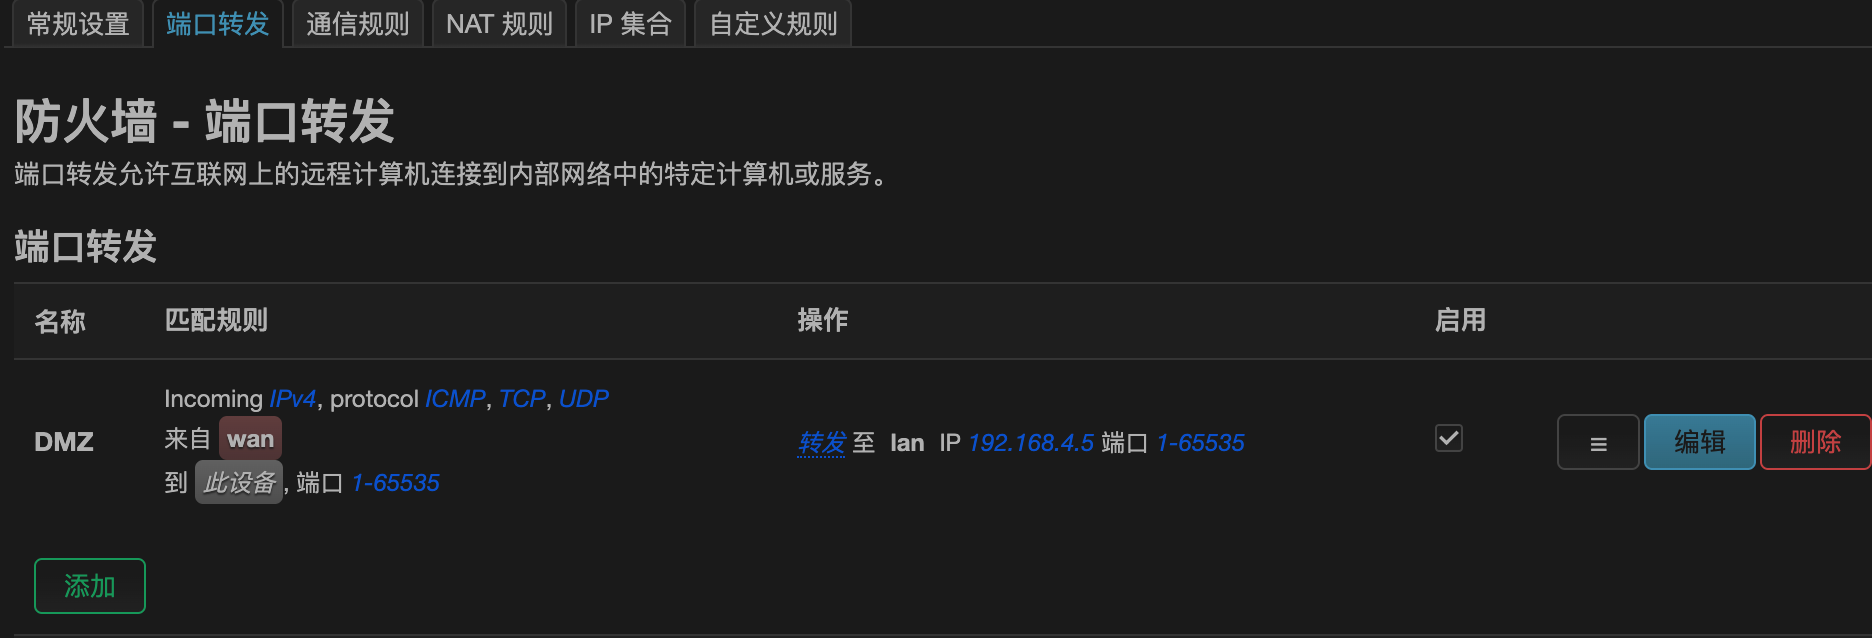 常规设置 端口转发 通信规则 NAT 规则 IP 集合 自定义规则
防火墙 - 端口转发
端口转发允许互联网上的远程计算机连接到内部网络中的特定计算机或服务。
端口转发
名称 匹配规则 操作 启用
Incoming IPv4, protocol ICMP, TCP, UDP
DMZ 来自 wan 转发 至 lan IP 192.168.4.5 端口 1-65535 ≡ 编辑 删除
到 此设备, 端口 1-65535
添加